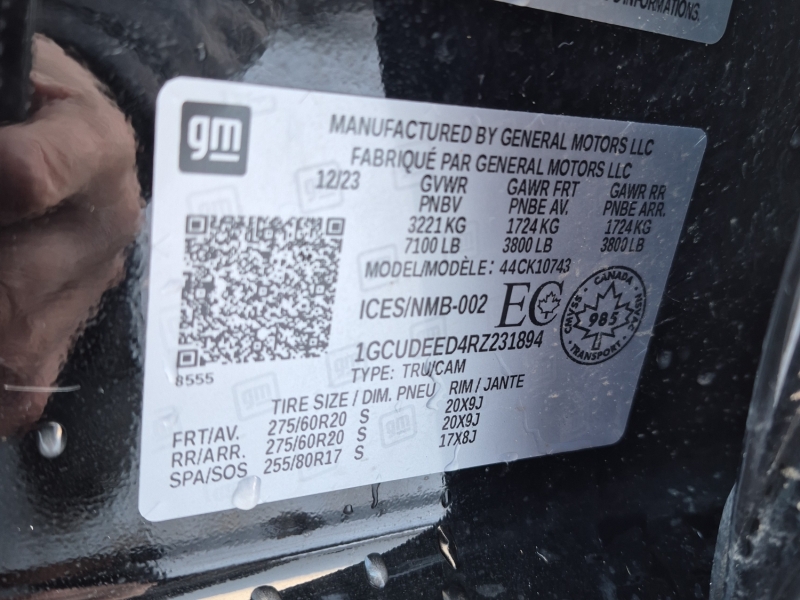 INFORMATIONS.
gm
MANUFACTURED BY GENERAL MOTORS LLC
FABRIQUÉ PAR GENERAL MOTORS LLC
12/23 GVWR GAWR FRT GAWR RR
PNBV PNBE AV. PNBE ARR.
3221 KG 1724 KG 1724 KG
7100 LB 3800 LB 3800 LB
MODEL/MODÈLE: 44CK10743
ICES/NMB-002 EC
CANADA
CMVSS 985 NSVAC
TRANSPORT
1GCUDEED4RZ231894
8555
TYPE: TRU/CAM
TIRE SIZE / DIM. PNEU RIM / JANTE
FRT/AV. 275/60R20 S 20X9J
RR/ARR. 275/60R20 S 20X9J
SPA/SOS 255/80R17 S 17X8J